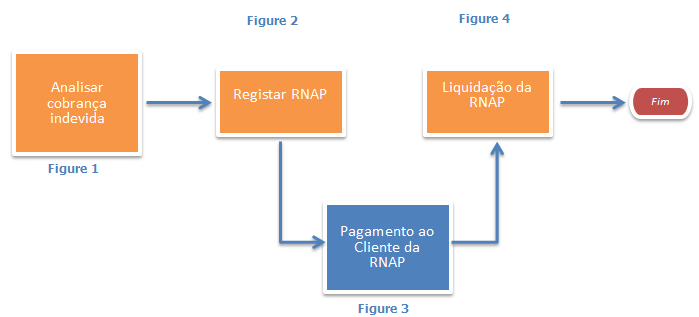 Figure 2
Figure 4
Analisar
cobrança
indevida
Figure 1
Registar RNAP
Liquidação da
RNAP
Fim
Pagamento ao
Cliente da
RNAP
Figure 3